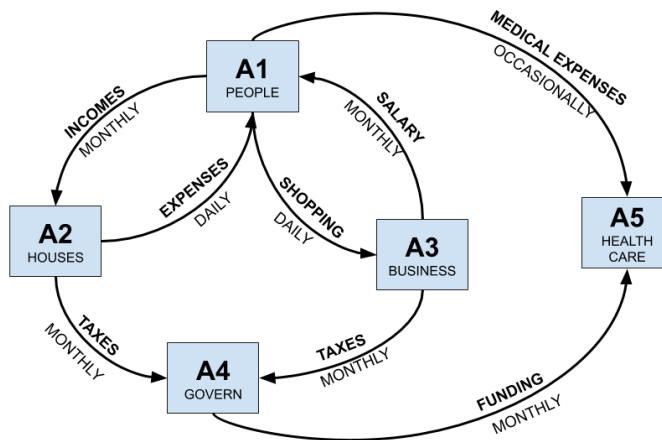 A1
PEOPLE
MEDICAL EXPENSES
OCCASIONALLY
INCOMES
MONTHLY
SALARY
MONTHLY
EXPENSES
DAILY
SHOPPING
DAILY
A2
HOUSES
A3
BUSINESS
A5
HEALTH
CARE
TAXES
MONTHLY
TAXES
MONTHLY
A4
GOVERN
FUNDING
MONTHLY